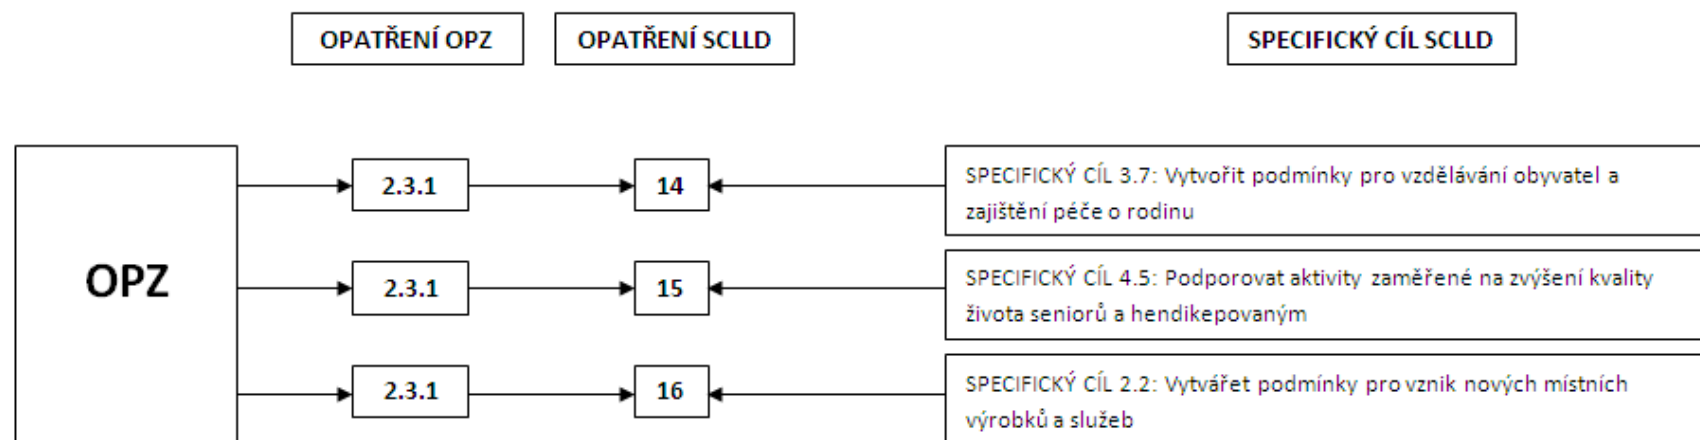 OPATŘENÍ OPZ
OPATŘENÍ SCLLD
SPECIFICKÝ CÍL SCLLD
OPZ
2.3.1
14
SPECIFICKÝ CÍL 3.7: Vytvořit podmínky pro vzdělávání obyvatel a
zajištění péče o rodinu
2.3.1
15
SPECIFICKÝ CÍL 4.5: Podporovat aktivity zaměřené na zvýšení kvality
života seniorů a hendikepovaným
2.3.1
16
SPECIFICKÝ CÍL 2.2: Vytvářet podmínky pro vznik nových místních
výrobků a služeb